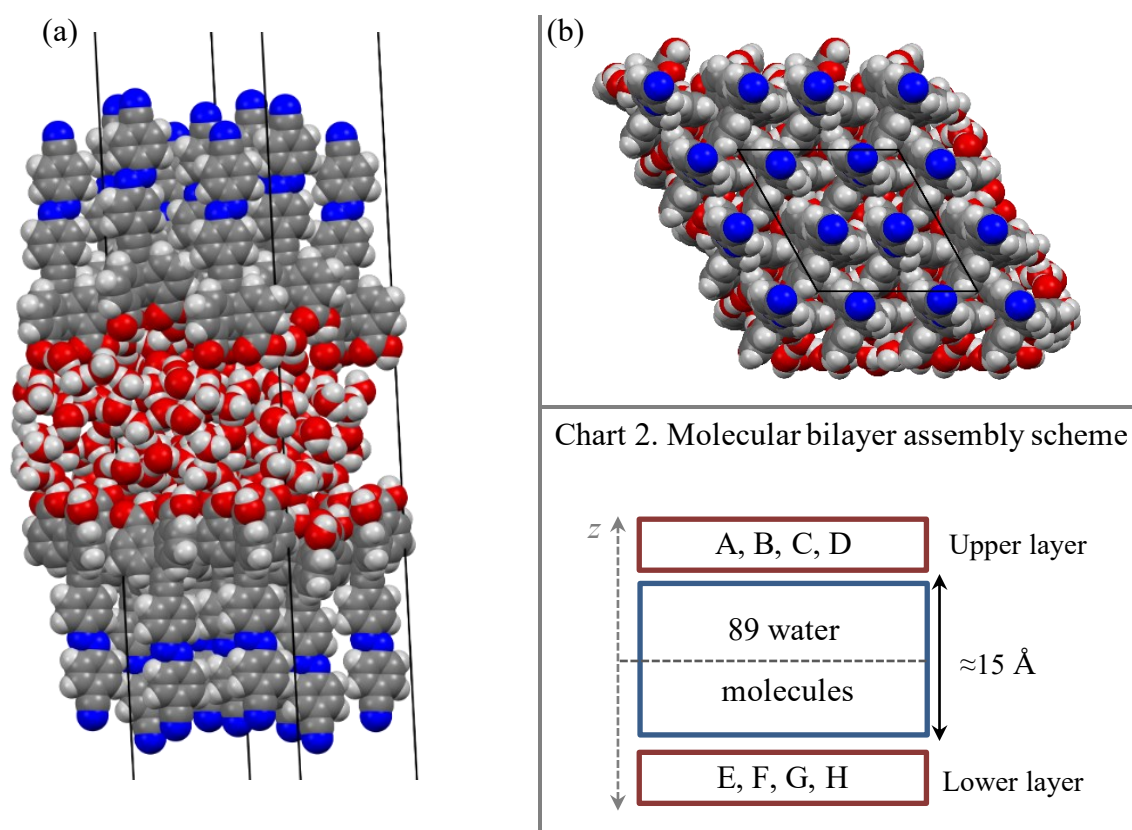 (a)
(b)
Chart 2. Molecular bilayer assembly scheme
z
A, B, C, D
Upper layer
89 water
molecules
≈15 Å
E, F, G, H
Lower layer